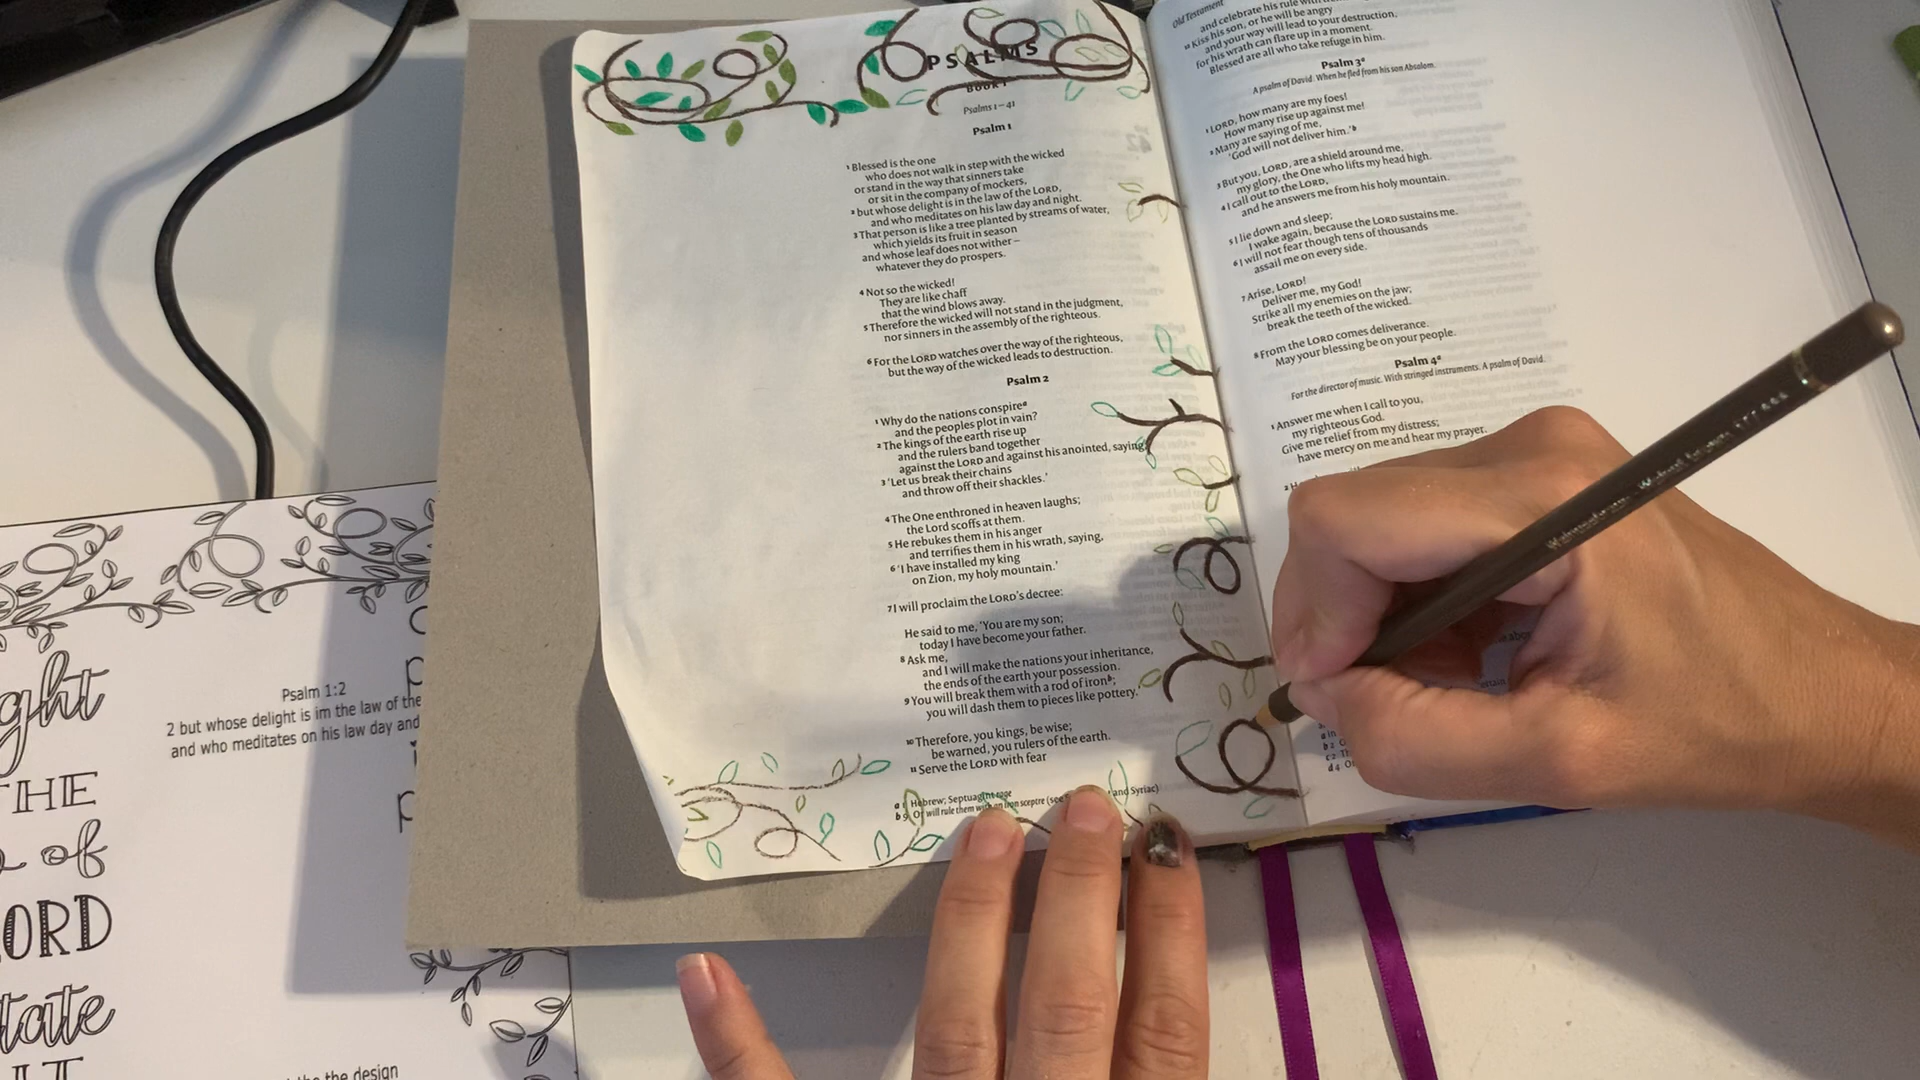 PSALMS
BOOK I
Psalms 1–41
Psalm 1
1 Blessed is the one
who does not walk in step with the wicked
or stand in the way that sinners take
or sit in the company of mockers,
2 but whose delight is in the law of the LORD,
and who meditates on his law day and night.
3 That person is like a tree planted by streams of water,
which yields its fruit in season
and whose leaf does not wither –
whatever they do prospers.
4 Not so the wicked!
They are like chaff
that the wind blows away.
5 Therefore the wicked will not stand in the judgment,
nor sinners in the assembly of the righteous.
6 For the LORD watches over the way of the righteous,
but the way of the wicked leads to destruction.
Psalm 2
1 Why do the nations conspire a
and the peoples plot in vain?
2 The kings of the earth rise up
and the rulers band together
against the LORD and against his anointed, saying,
3 ‘Let us break their chains
and throw off their shackles.’
4 The One enthroned in heaven laughs;
the Lord scoffs at them.
5 He rebukes them in his anger
and terrifies them in his wrath, saying,
6 ‘I have installed my king
on Zion, my holy mountain.’
7 I will proclaim the LORD’s decree:
He said to me, ‘You are my son;
today I have become your father.
8 Ask me,
and I will make the nations your inheritance,
the ends of the earth your possession.
9 You will break them with a rod of iron b;
you will dash them to pieces like pottery.’
10 Therefore, you kings, be wise;
be warned, you rulers of the earth.
11 Serve the LORD with fear
a 1 Hebrew; Septuagint rage
b 9 Or will rule them with an iron sceptre (see and Syriac)
Old Testament
and celebrate his rule with
12 Kiss his son, or he will be angry
and your way will lead to your destruction,
for his wrath can flare up in a moment.
Blessed are all who take refuge in him.
Psalm 3 a
A psalm of David. When he fled from his son Absalom.
1 LORD, how many are my foes!
How many rise up against me!
2 Many are saying of me,
‘God will not deliver him.’ b
3 But you, LORD, are a shield around me,
my glory, the One who lifts my head high.
4 I call out to the LORD,
and he answers me from his holy mountain.
5 I lie down and sleep;
I wake again, because the LORD sustains me.
6 I will not fear though tens of thousands
assail me on every side.
7 Arise, LORD!
Deliver me, my God!
Strike all my enemies on the jaw;
break the teeth of the wicked.
8 From the LORD comes deliverance.
May your blessing be on your people.
Psalm 4 a
For the director of music. With stringed instruments. A psalm of David.
1 Answer me when I call to you,
my righteous God.
Give me relief from my distress;
have mercy on me and hear my prayer.
Psalm 1:2
2 but whose delight is im the law of the
and who meditates on his law day and
ght
THE
of
ORD
tate
the design